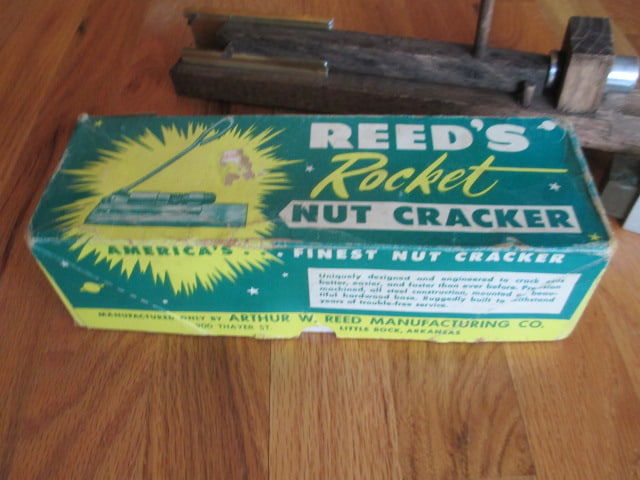 REED'S
Rocket
NUT CRACKER
AMERICA'S . . . FINEST NUT CRACKER
Uniquely designed and engineered to crack nuts
better, easier, and faster than ever before. Precision
machined, all steel construction, mounted on beau-
tiful hardwood base. Ruggedly built to withstand
years of trouble-free service.
MANUFACTURED ONLY BY ARTHUR W. REED MANUFACTURING CO.
THAYER ST. LITTLE ROCK, ARKANSAS